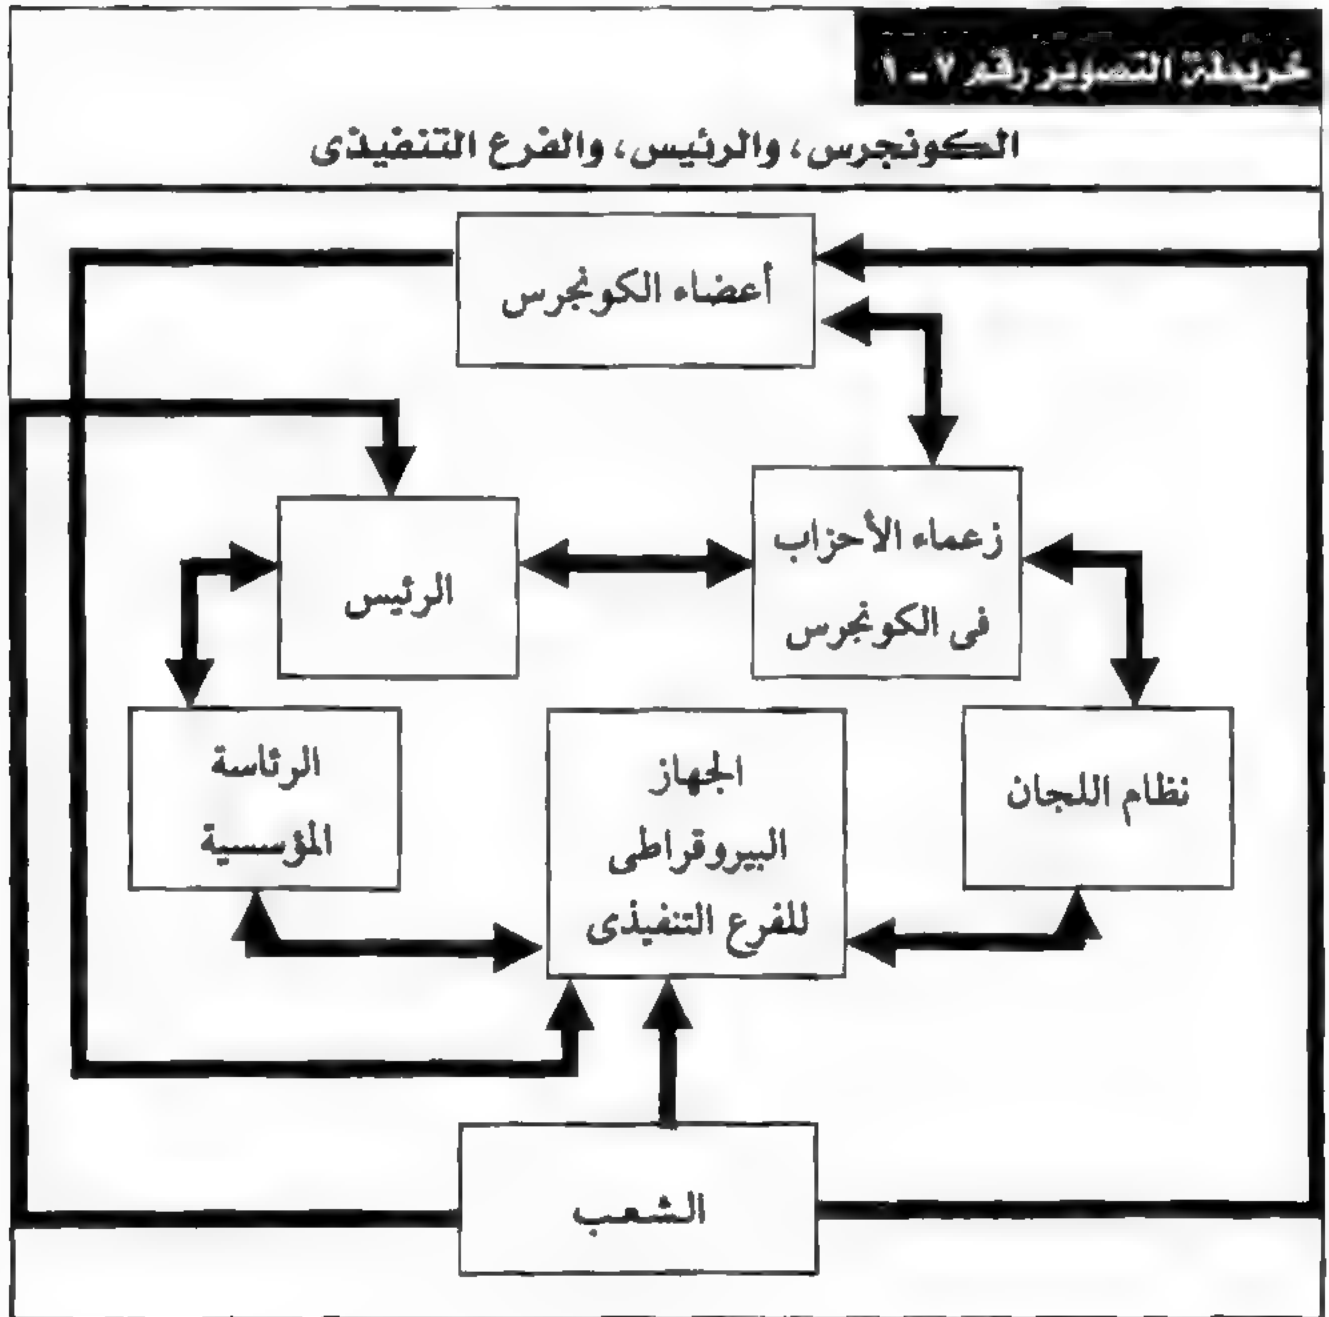 خريطة التصوير رقم ٧ - ١
الكونجرس، والرئيس، والفرع التنفيذى
أعضاء الكونجرس
زعماء الأحزاب
فى الكونجرس
الرئيس
الرئاسة
المؤسسية
الجهاز
البيروقراطى
للفرع التنفيذى
نظام اللجان
الشعب